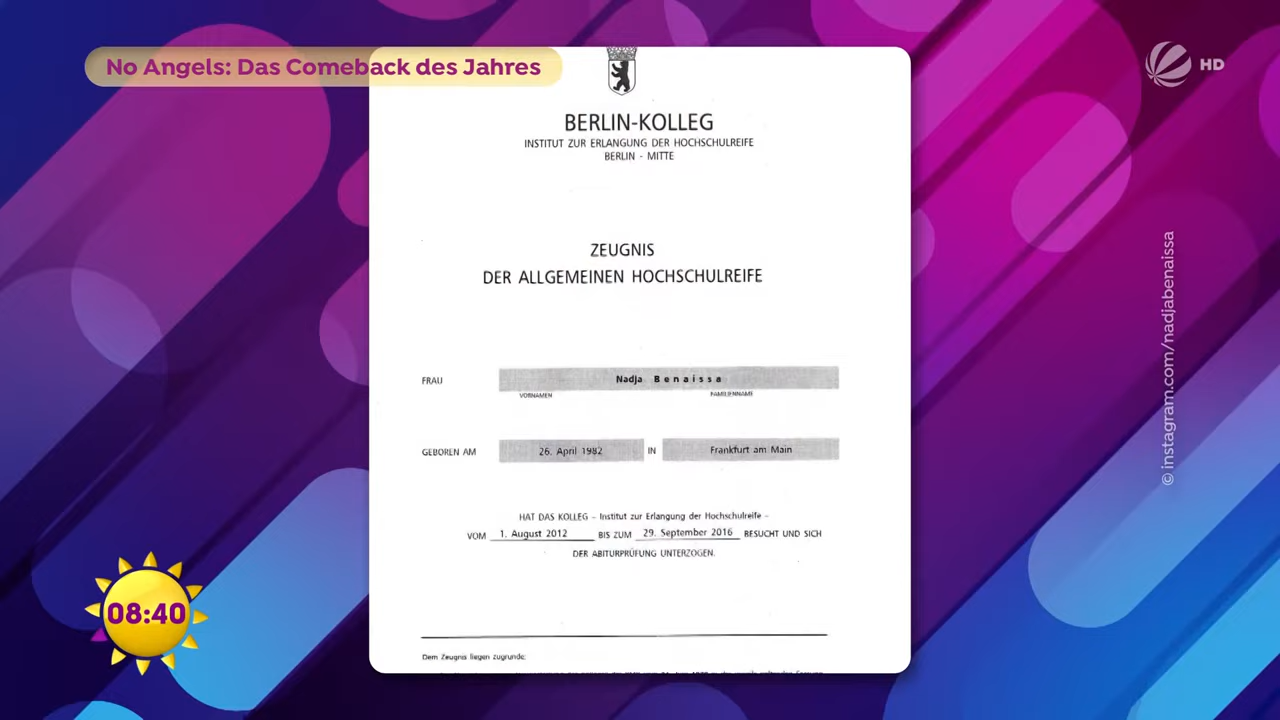 No Angels: Das Comeback des Jahres
HD
BERLIN-KOLLEG
INSTITUT ZUR ERLANGUNG DER HOCHSCHULREIFE
BERLIN - MITTE
ZEUGNIS
DER ALLGEMEINEN HOCHSCHULREIFE
FRAU Nadja Benaissa
VORNAMEN FAMILIENNAME
GEBOREN AM 26. April 1982 IN Frankfurt am Main
HAT DAS KOLLEG – Institut zur Erlangung der Hochschulreife –
VOM 1. August 2012 BIS ZUM 29. September 2016 BESUCHT UND SICH
DER ABITURPRÜFUNG UNTERZOGEN.
Dem Zeugnis liegen zugrunde:
© instagram.com/nadjabenaissa
08:40